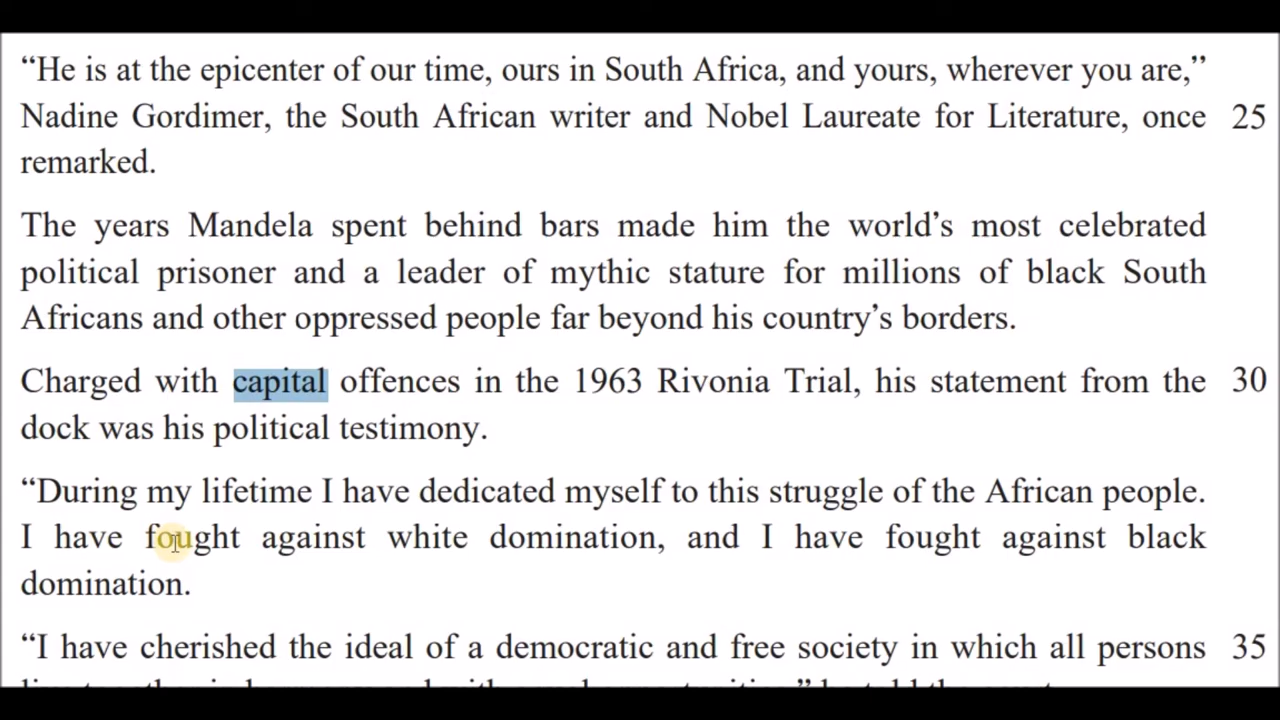 “He is at the epicenter of our time, ours in South Africa, and yours, wherever you are,”
Nadine Gordimer, the South African writer and Nobel Laureate for Literature, once 25
remarked.
The years Mandela spent behind bars made him the world’s most celebrated
political prisoner and a leader of mythic stature for millions of black South
Africans and other oppressed people far beyond his country’s borders.
Charged with capital offences in the 1963 Rivonia Trial, his statement from the 30
dock was his political testimony.
“During my lifetime I have dedicated myself to this struggle of the African people.
I have fought against white domination, and I have fought against black
domination.
“I have cherished the ideal of a democratic and free society in which all persons 35